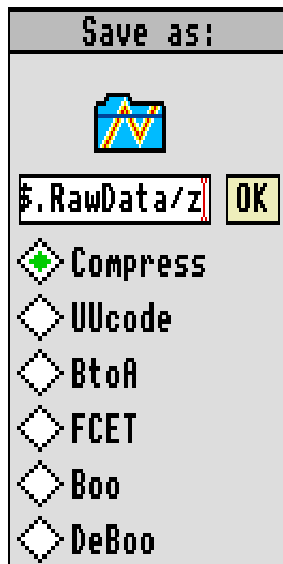 Save as:
$.RawData/z OK
Compress
UUcode
BtoA
FCET
Boo
DeBoo